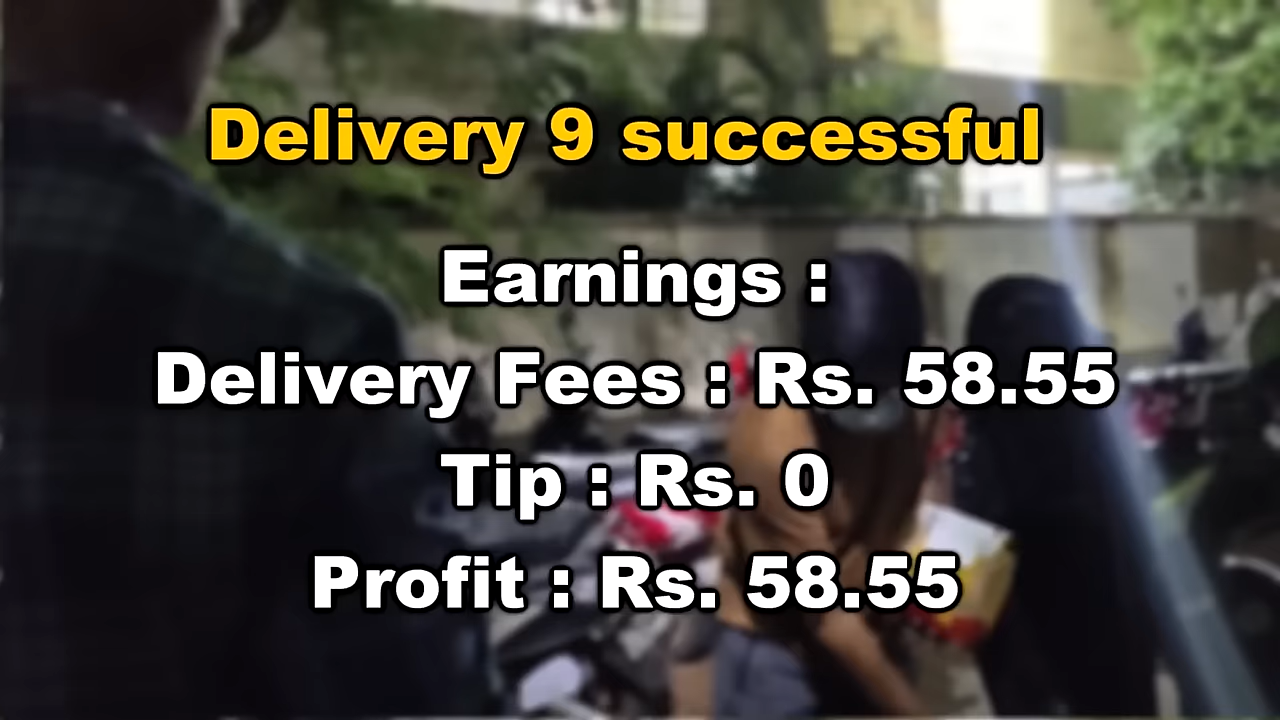 Delivery 9 successful
Earnings :
Delivery Fees : Rs. 58.55
Tip : Rs. 0
Profit : Rs. 58.55